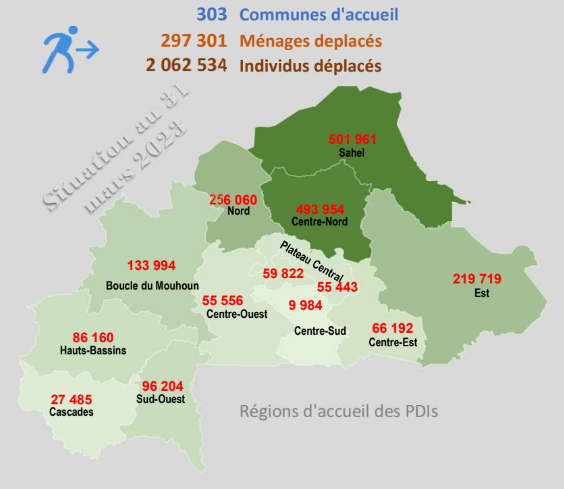 303 Communes d'accueil
297 301 Ménages deplacés
2 062 534 Individus déplacés
Situation au 31
mars 2023
501 961
Sahel
256 060
Nord
493 954
Centre-Nord
Plateau Central
133 994
Boucle du Mouhoun
59 822
55 443
219 719
Est
55 556
Centre-Ouest
9 984
Centre-Sud
66 192
Centre-Est
86 160
Hauts-Bassins
96 204
Sud-Ouest
27 485
Cascades
Régions d'accueil des PDIs